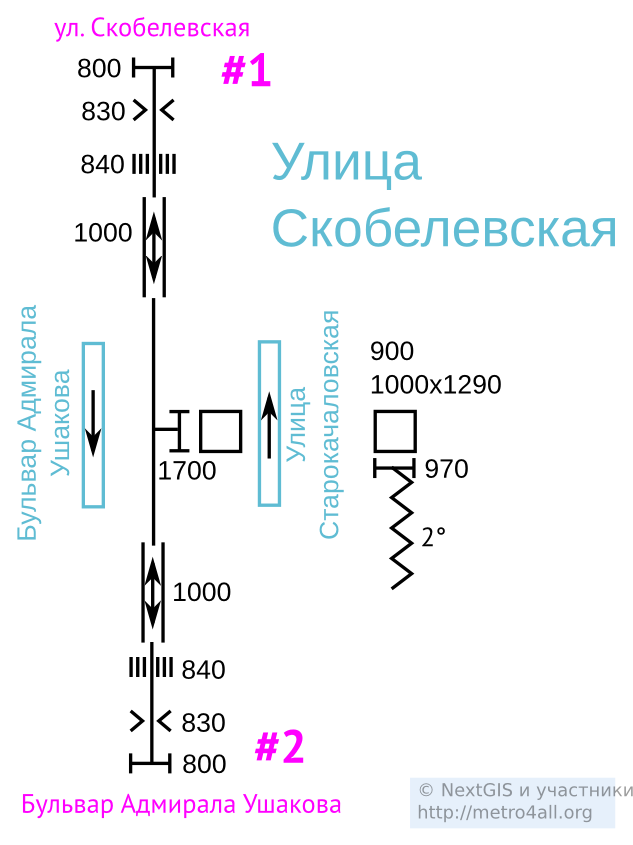 ул. Скобелевская
800
#1
830
840
Улица
Скобелевская
1000
Бульвар Адмирала
Ушакова
Улица
Старокачаловская
900
1000x1290
1700
970
2°
1000
840
830
#2
800
Бульвар Адмирала Ушакова
© NextGIS и участники
http://metro4all.org